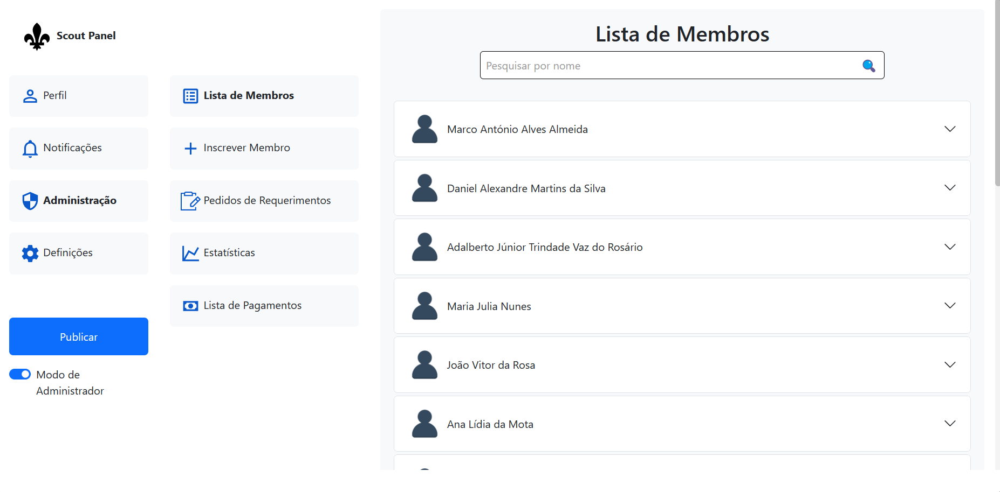 Scout Panel
Perfil
Notificações
Administração
Definições
Publicar
Modo de
Administrador
Lista de Membros
Inscrever Membro
Pedidos de Requerimentos
Estatísticas
Lista de Pagamentos
Lista de Membros
Pesquisar por nome
Marco António Alves Almeida
Daniel Alexandre Martins da Silva
Adalberto Júnior Trindade Vaz do Rosário
Maria Julia Nunes
João Vitor da Rosa
Ana Lídia da Mota